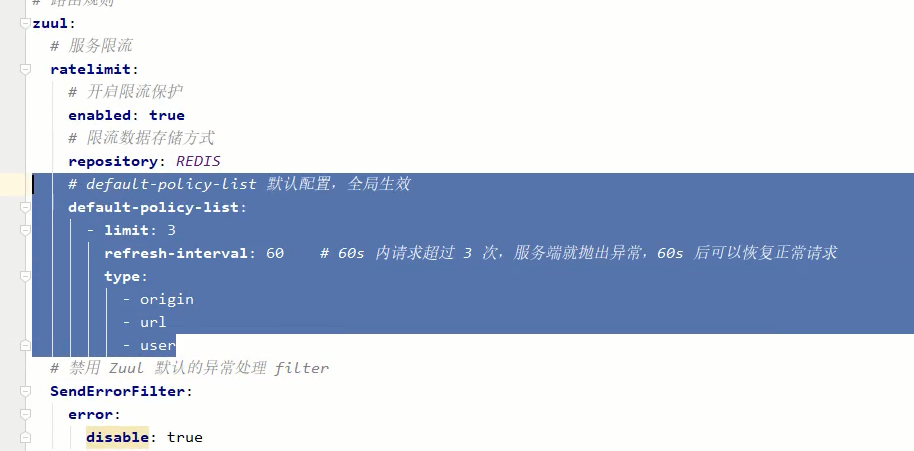 # 路由规则
zuul:
# 服务限流
ratelimit:
# 开启限流保护
enabled: true
# 限流数据存储方式
repository: REDIS
# default-policy-list 默认配置，全局生效
default-policy-list:
- limit: 3
refresh-interval: 60    # 60s 内请求超过 3 次，服务端就抛出异常，60s 后可以恢复正常请求
type:
- origin
- url
- user
# 禁用 Zuul 默认的异常处理 filter
SendErrorFilter:
error:
disable: true